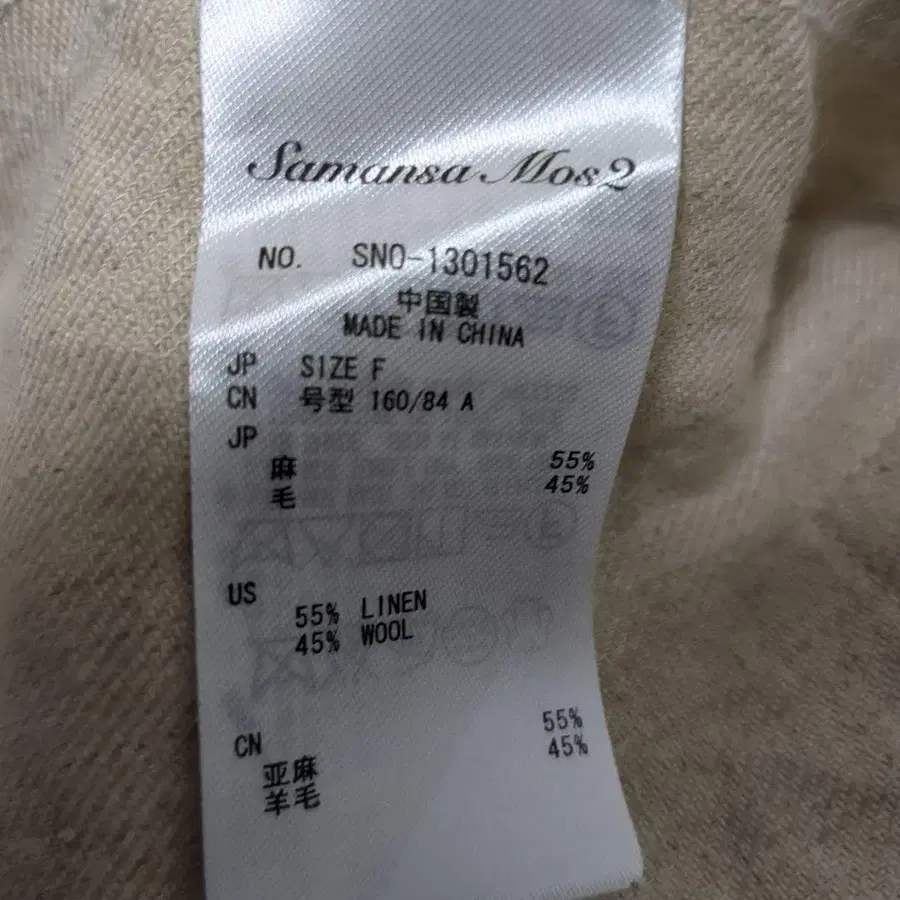 Samansa Mos2
NO. SNO-1301562
中国製
MADE IN CHINA
JP SIZE F
CN 号型 160/84 A
JP
麻 55%
毛 45%
US
55% LINEN
45% WOOL
CN
亚麻 55%
羊毛 45%